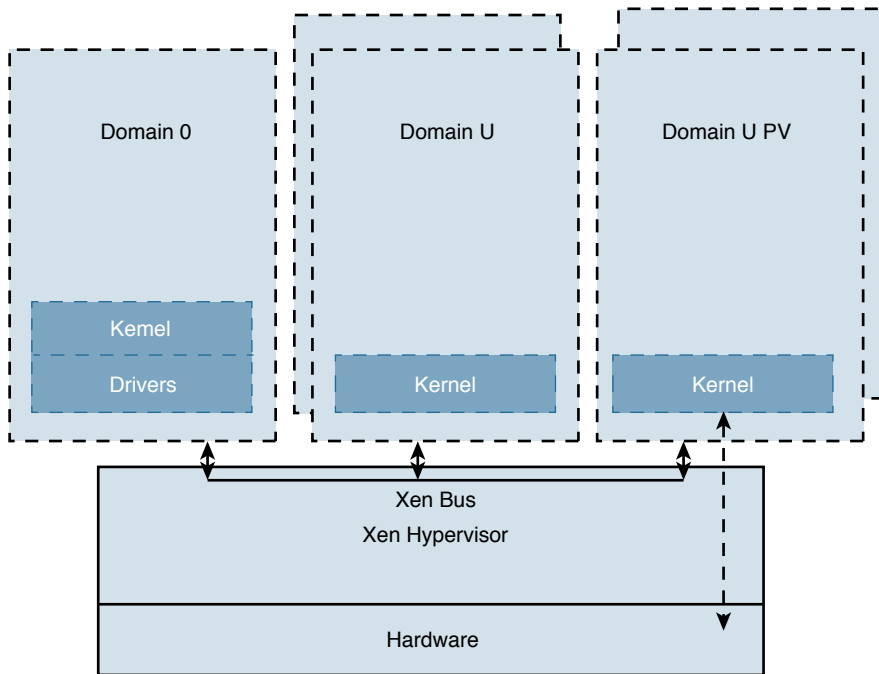 Domain 0
Domain U
Domain U PV
Kemel
Drivers
Kernel
Kernel
Xen Bus
Xen Hypervisor
Hardware